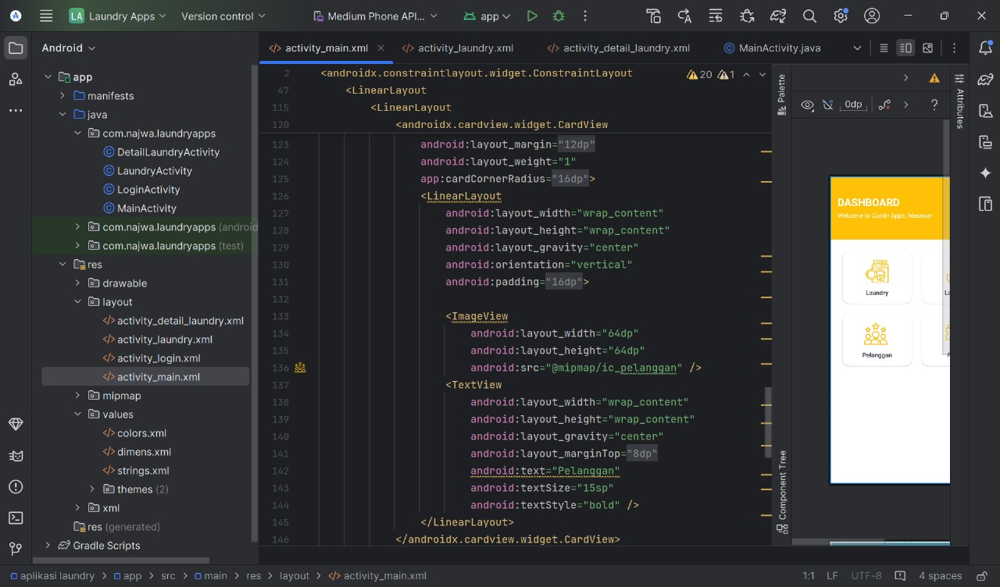 LA Laundry Apps Version control Medium Phone API... app
Android
app
manifests
java
com.najwa.laundryapps
DetailLaundryActivity
LaundryActivity
LoginActivity
MainActivity
com.najwa.laundryapps (android
com.najwa.laundryapps (test)
res
drawable
layout
activity_detail_laundry.xml
activity_laundry.xml
activity_login.xml
activity_main.xml
mipmap
values
colors.xml
dimens.xml
strings.xml
themes (2)
xml
res (generated)
Gradle Scripts
activity_main.xml activity_laundry.xml activity_detail_laundry.xml MainActivity.java
20 1
2 <androidx.constraintlayout.widget.ConstraintLayout
47 <LinearLayout
115 <LinearLayout
120 <androidx.cardview.widget.CardView
123 android:layout_margin="12dp"
124 android:layout_weight="1"
125 app:cardCornerRadius="16dp">
126 <LinearLayout
127 android:layout_width="wrap_content"
128 android:layout_height="wrap_content"
129 android:layout_gravity="center"
130 android:orientation="vertical"
131 android:padding="16dp">
132
133 <ImageView
134 android:layout_width="64dp"
135 android:layout_height="64dp"
136 android:src="@mipmap/ic_pelanggan" />
137 <TextView
138 android:layout_width="wrap_content"
139 android:layout_height="wrap_content"
140 android:layout_gravity="center"
141 android:layout_marginTop="8dp"
142 android:text="Pelanggan"
143 android:textSize="15sp"
144 android:textStyle="bold" />
145 </LinearLayout>
146 </androidx.cardview.widget.CardView>
Palette
Component Tree
0dp ?
Attributes
DASHBOARD
Welcome to CuciIn Apps, Masnoer
Laundry
La
Pelanggan
P
aplikasi laundry > app > src > main > res > layout > activity_main.xml
1:1 LF UTF-8 4 spaces